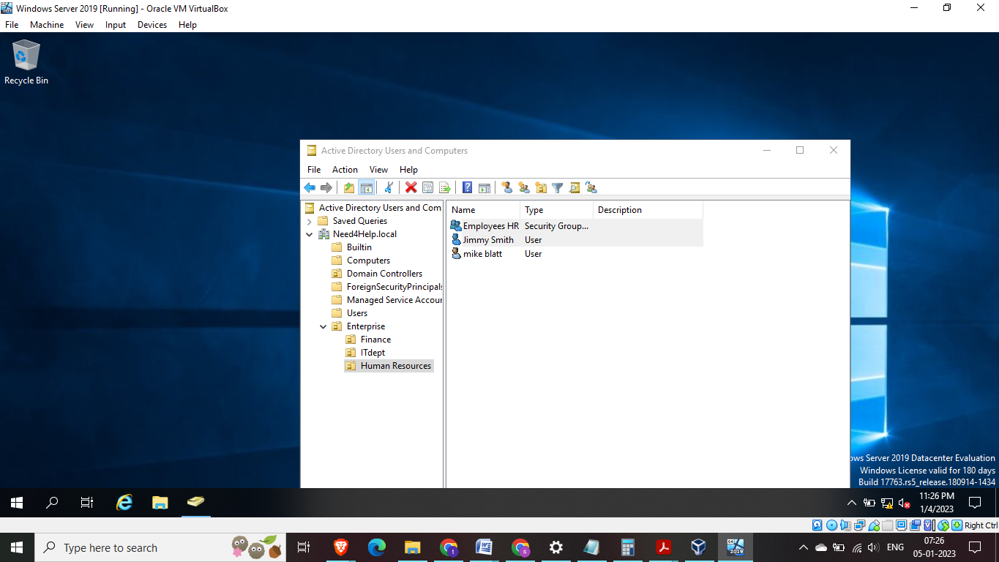 Windows Server 2019 [Running] - Oracle VM VirtualBox
File Machine View Input Devices Help
Recycle Bin
Active Directory Users and Computers
File Action View Help
Active Directory Users and Com
Saved Queries
Need4Help.local
Builtin
Computers
Domain Controllers
ForeignSecurityPrincipals
Managed Service Accour
Users
Enterprise
Finance
ITdept
Human Resources
Name Type Description
Employees HR Security Group...
Jimmy Smith User
mike blatt User
ows Server 2019 Datacenter Evaluation
Windows License valid for 180 days
Build 17763.rs5_release.180914-1434
11:26 PM
1/4/2023
Right Ctrl
Type here to search
t
s
64
2019
ENG
07:26
05-01-2023